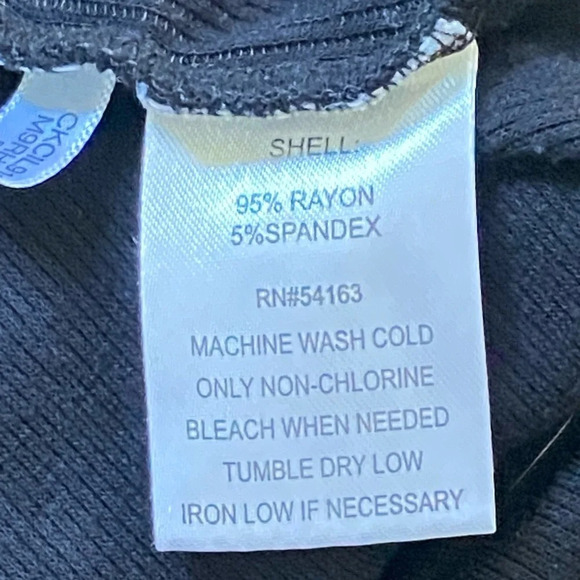 SHELL:
95% RAYON
5%SPANDEX
RN#54163
MACHINE WASH COLD
ONLY NON-CHLORINE
BLEACH WHEN NEEDED
TUMBLE DRY LOW
IRON LOW IF NECESSARY